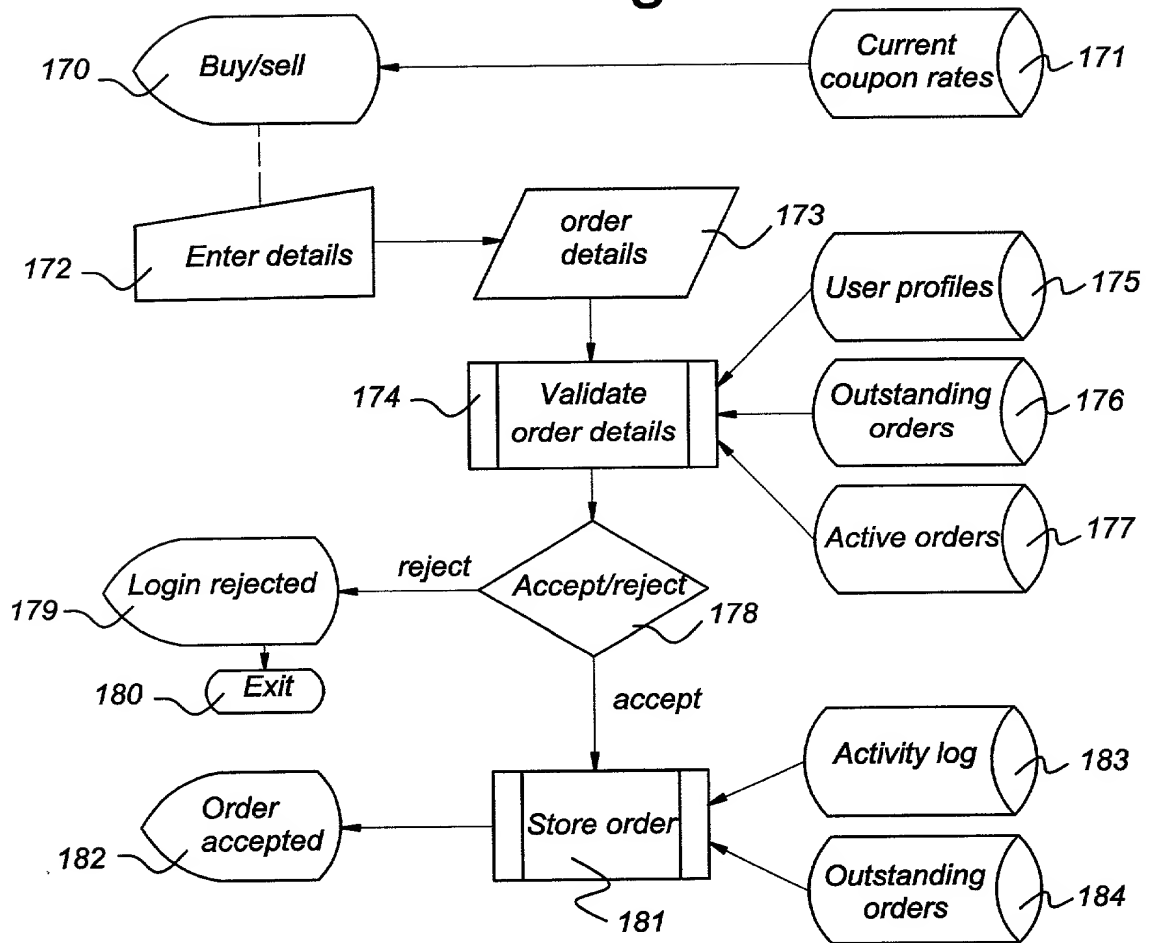 170 Buy/sell
Current
coupon rates 171
172 Enter details
order
details 173
User profiles 175
174 Validate
order details
Outstanding
orders 176
Active orders 177
179 Login rejected
reject
Accept/reject 178
180 Exit
accept
Activity log 183
182 Order
accepted
Store order 181
Outstanding
orders 184